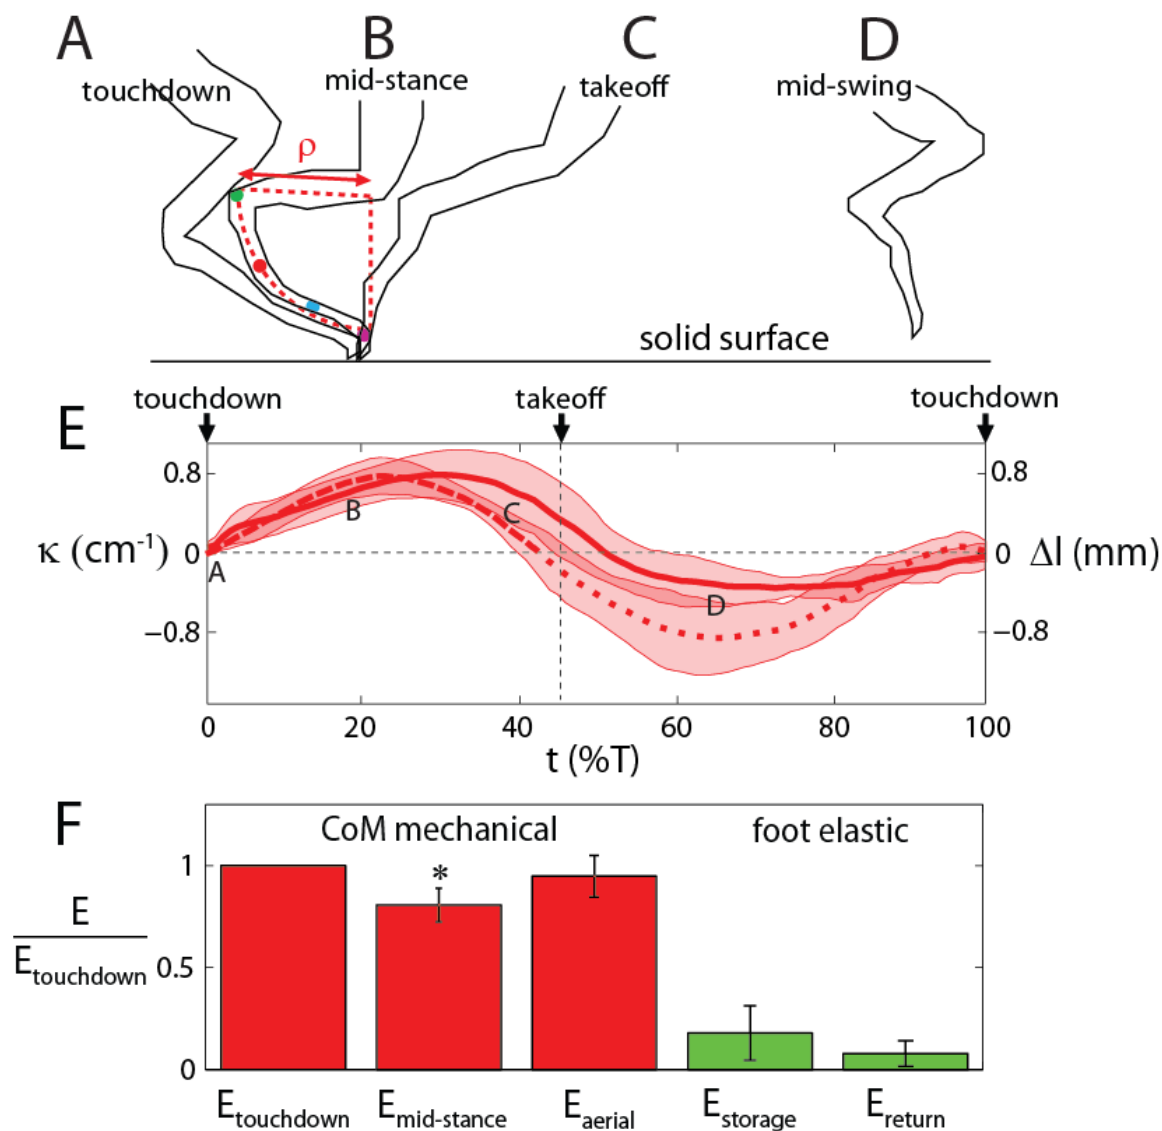 A
B
C
D
touchdown
mid-stance
takeoff
mid-swing
ρ
solid surface
touchdown
takeoff
touchdown
E
0.8
0
−0.8
κ (cm⁻¹)
A
B
C
D
0.8
0
−0.8
Δl (mm)
0 20 40 60 80 100
t (%T)
F
CoM mechanical
foot elastic
*
1
0.5
0
E
E_touchdown
E_touchdown E_mid-stance E_aerial E_storage E_return